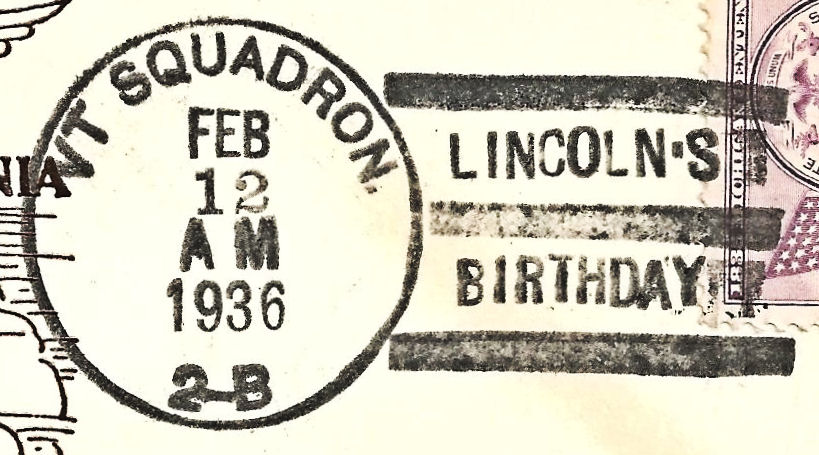 VT SQUADRON.
FEB
12
A M
1936
2-B
LINCOLN'S
BIRTHDAY
NIA